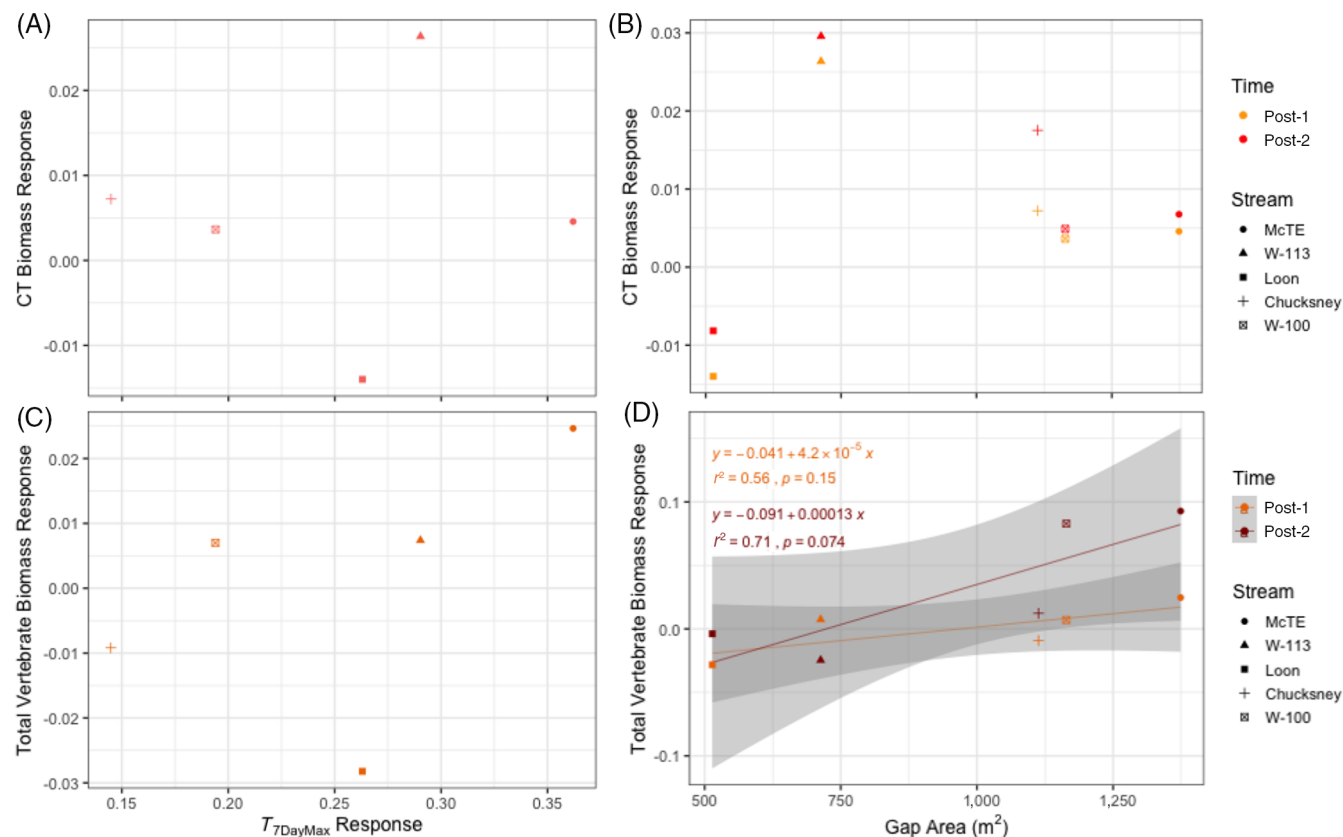 (A)
CT Biomass Response
0.02
0.01
0.00
-0.01
(B)
CT Biomass Response
0.03
0.02
0.01
0.00
-0.01
Time
Post-1
Post-2
Stream
McTE
W-113
Loon
Chucksney
W-100
(C)
Total Vertebrate Biomass Response
0.02
0.01
0.00
-0.01
-0.02
-0.03
0.15 0.20 0.25 0.30 0.35
T7DayMax Response
(D)
Total Vertebrate Biomass Response
0.1
0.0
-0.1
y = −0.041 + 4.2 × 10⁻⁵ x
r² = 0.56 , p = 0.15
y = −0.091 + 0.00013 x
r² = 0.71 , p = 0.074
500 750 1,000 1,250
Gap Area (m²)
Time
Post-1
Post-2
Stream
McTE
W-113
Loon
Chucksney
W-100